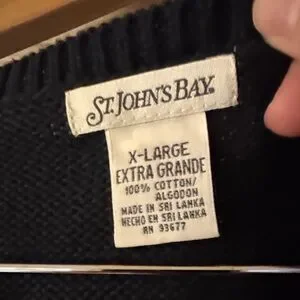 ST. JOHN'S BAY.
X-LARGE
EXTRA GRANDE
100% COTTON/
ALGODON
MADE IN SRI LANKA
HECHO EN SRI LANKA
RN 93677